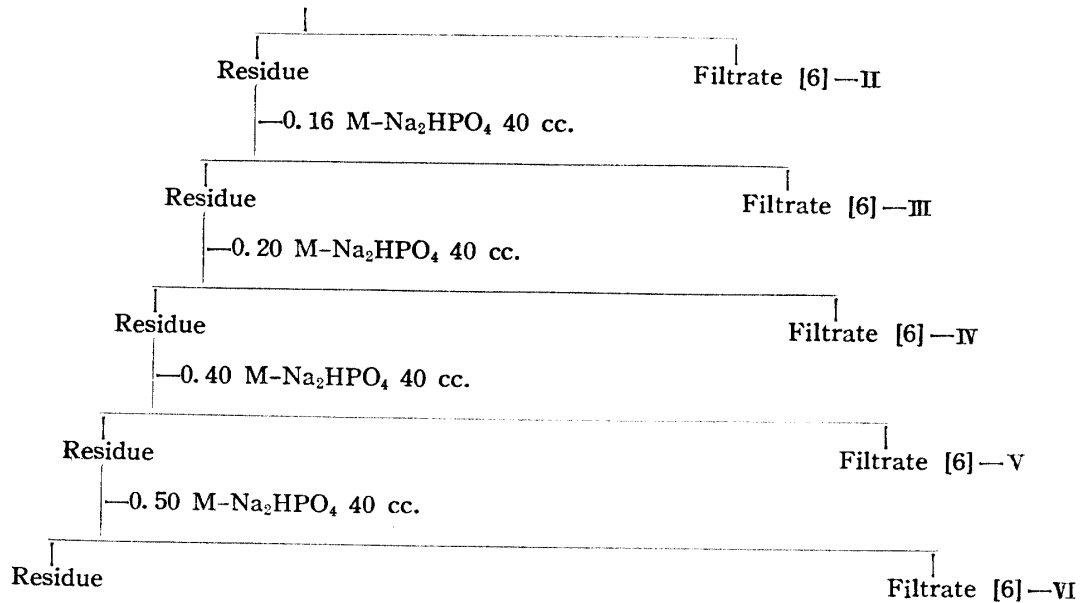 Residue Filtrate [6]—II
—0.16 M-Na₂HPO₄ 40 cc.
Residue Filtrate [6]—III
—0.20 M-Na₂HPO₄ 40 cc.
Residue Filtrate [6]—IV
—0.40 M-Na₂HPO₄ 40 cc.
Residue Filtrate [6]—V
—0.50 M-Na₂HPO₄ 40 cc.
Residue Filtrate [6]—VI